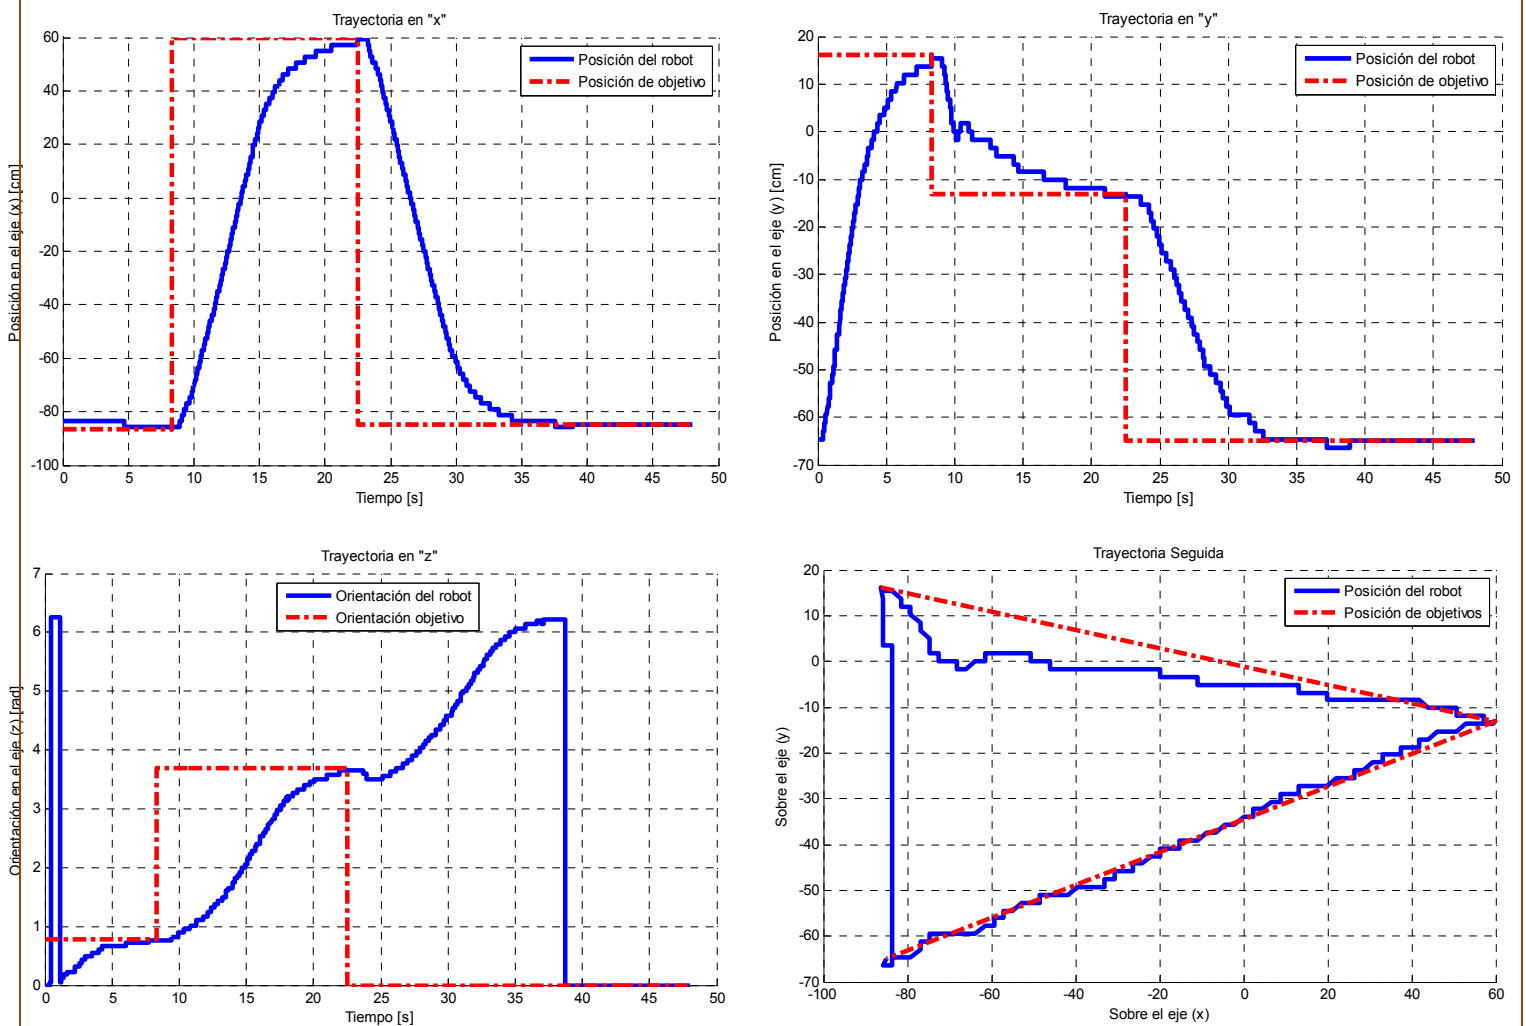 Trayectoria en "x"
Posición en el eje (x) [cm]
60
40
20
0
-20
-40
-60
-80
-100
Posición del robot
Posición de objetivo
0 5 10 15 20 25 30 35 40 45 50
Tiempo [s]
Trayectoria en "y"
Posición en el eje (y) [cm]
20
10
0
-10
-20
-30
-40
-50
-60
-70
Posición del robot
Posición de objetivo
0 5 10 15 20 25 30 35 40 45 50
Tiempo [s]
Trayectoria en "z"
Orientación en el eje (z) [rad]
7
6
5
4
3
2
1
0
Orientación del robot
Orientación objetivo
0 5 10 15 20 25 30 35 40 45 50
Tiempo [s]
Trayectoria Seguida
Sobre el eje (y)
20
10
0
-10
-20
-30
-40
-50
-60
-70
Posición del robot
Posición de objetivos
-100 -80 -60 -40 -20 0 20 40 60
Sobre el eje (x)